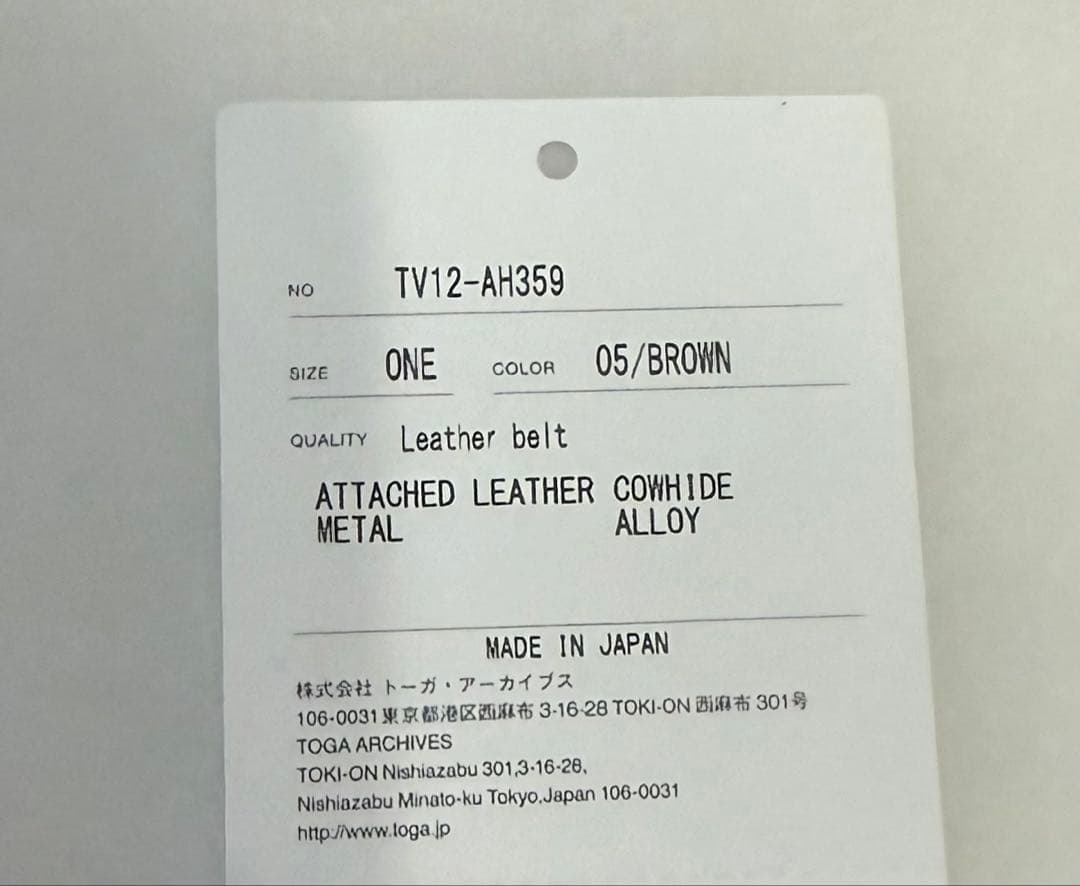 NO TV12-AH359
SIZE ONE COLOR 05/BROWN
QUALITY Leather belt
ATTACHED LEATHER COWHIDE
METAL ALLOY
MADE IN JAPAN
株式会社 トーガ・アーカイブス
106-0031 東京都港区西麻布 3-16-28 TOKI-ON 西麻布 301号
TOGA ARCHIVES
TOKI-ON Nishiazabu 301,3-16-28,
Nishiazabu Minato-ku Tokyo,Japan 106-0031
http://www.toga.jp